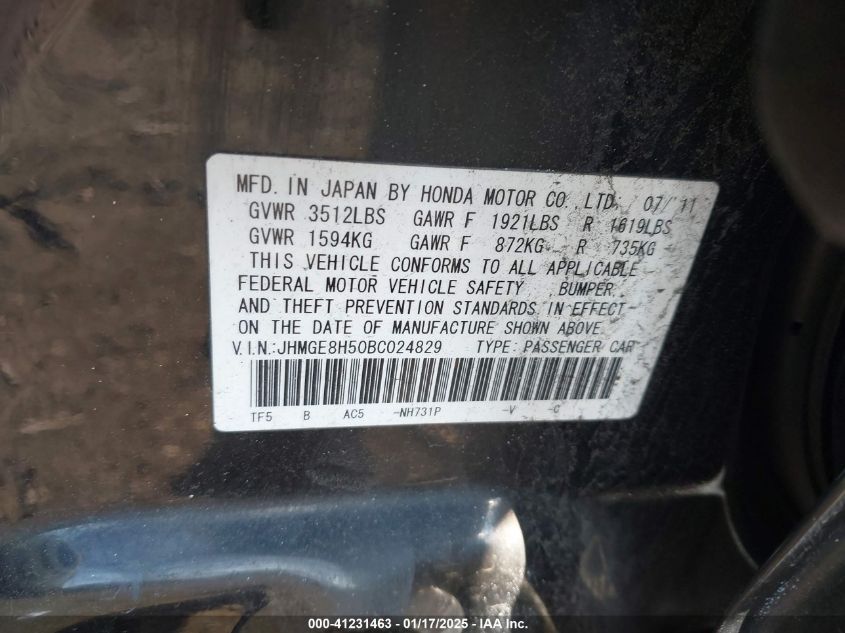 MFD. IN JAPAN BY HONDA MOTOR CO., LTD. 07/11
GVWR 3512LBS GAWR F 1921LBS R 1619LBS
GVWR 1594KG GAWR F 872KG R 735KG
THIS VEHICLE CONFORMS TO ALL APPLICABLE
FEDERAL MOTOR VEHICLE SAFETY , BUMPER,
AND THEFT PREVENTION STANDARDS IN EFFECT
ON THE DATE OF MANUFACTURE SHOWN ABOVE.
V.I.N.:JHMGE8H50BC024829 TYPE: PASSENGER CAR
TF5 B AC5 -NH731P -V -C
000-41231463 - 01/17/2025 - IAA Inc.